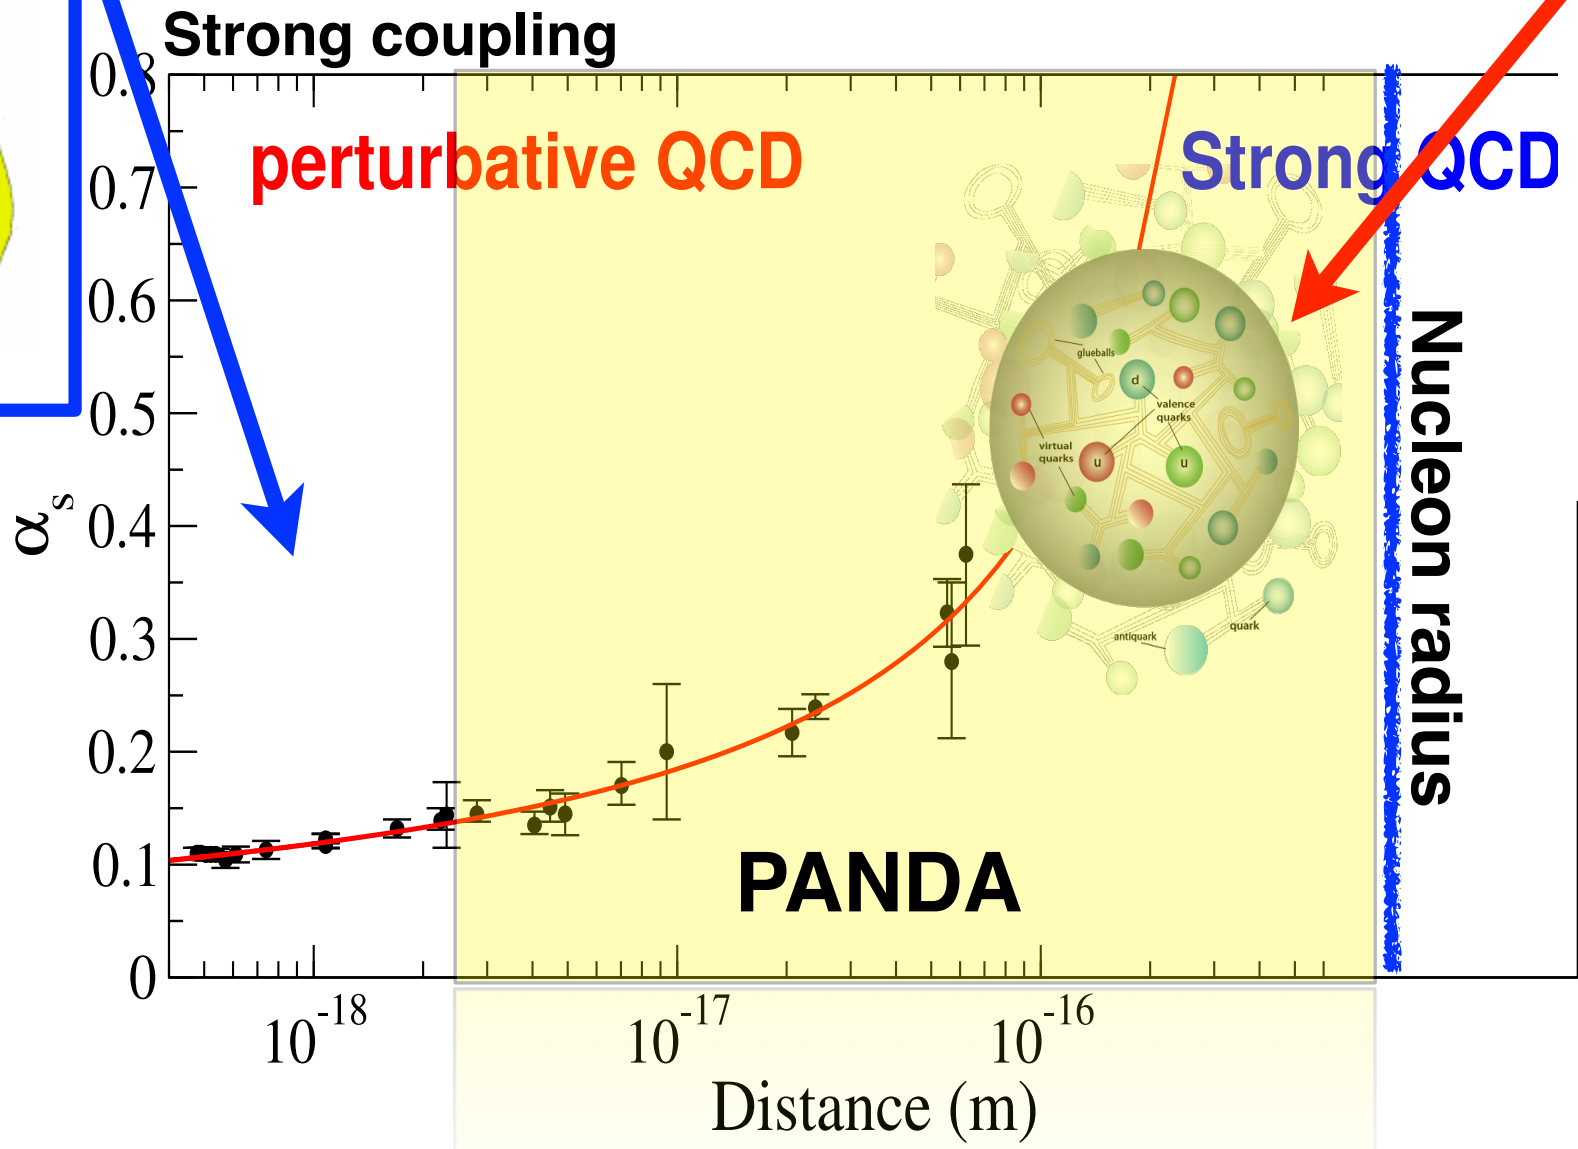 Strong coupling
perturbative QCD
Strong QCD
0.8
0.7
0.6
0.5
0.4
0.3
0.2
0.1
0
αs
glueballs
d
valence
quarks
virtual
quarks
u
u
antiquark
quark
Nucleon radius
PANDA
10-18
10-17
10-16
Distance (m)